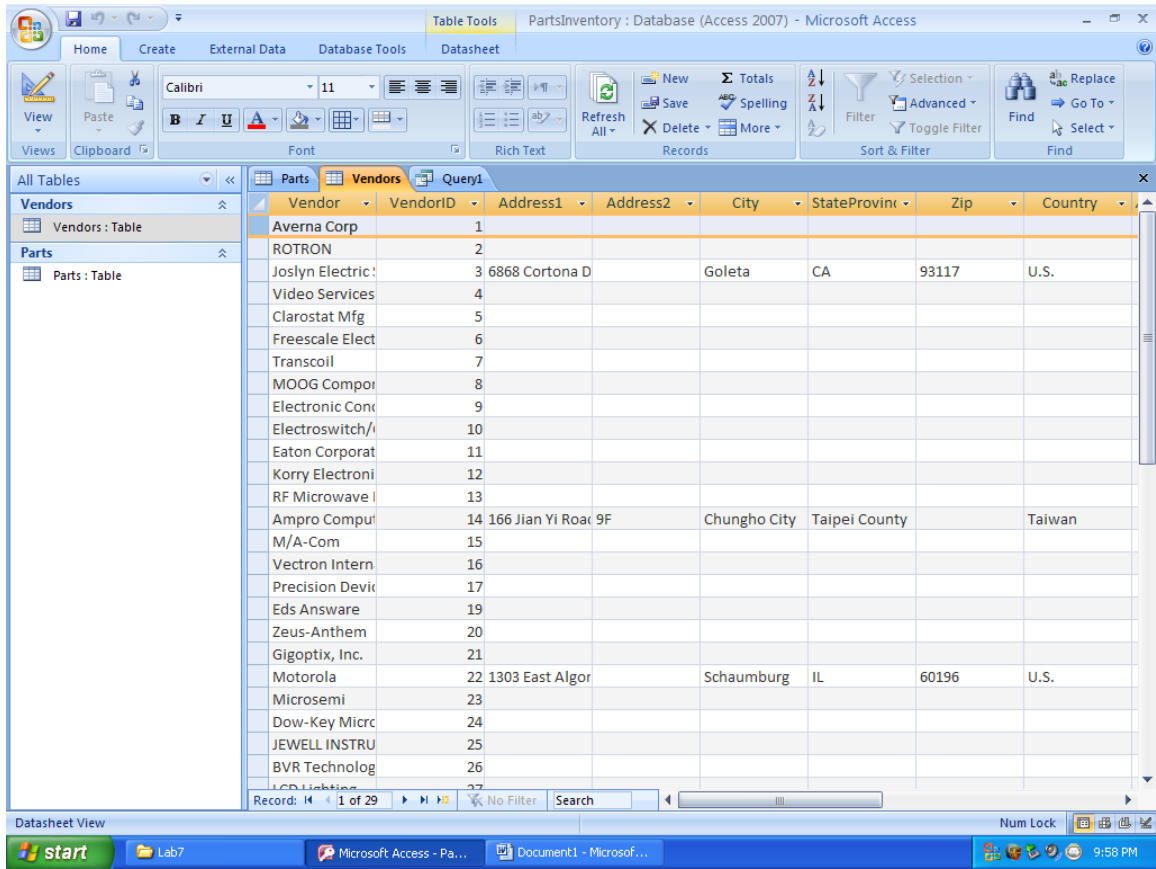 Table Tools PartsInventory : Database (Access 2007) - Microsoft Access
Home Create External Data Database Tools Datasheet
View
Views
Paste
Clipboard
Calibri 11
B I U A
Font
Rich Text
Refresh All
New Σ Totals
Save Spelling
Delete More
Records
Filter
Selection
Advanced
Toggle Filter
Sort & Filter
Find
Replace
Go To
Select
Find
All Tables
Vendors
Vendors : Table
Parts
Parts : Table
Parts Vendors Query1
Vendor VendorID Address1 Address2 City StateProvinc Zip Country
Averna Corp 1
ROTRON 2
Joslyn Electric 3 6868 Cortona D Goleta CA 93117 U.S.
Video Services 4
Clarostat Mfg 5
Freescale Elect 6
Transcoil 7
MOOG Compor 8
Electronic Conc 9
Electroswitch/ 10
Eaton Corporat 11
Korry Electroni 12
RF Microwave 13
Ampro Comput 14 166 Jian Yi Road 9F Chungho City Taipei County Taiwan
M/A-Com 15
Vectron Intern 16
Precision Devic 17
Eds Answare 19
Zeus-Anthem 20
Gigoptix, Inc. 21
Motorola 22 1303 East Algor Schaumburg IL 60196 U.S.
Microsemi 23
Dow-Key Micro 24
JEWELL INSTRU 25
BVR Technolog 26
LCD Lighting 27
Record: 1 of 29 No Filter Search
Datasheet View Num Lock
start Lab7 Microsoft Access - Pa... Document1 - Microsof... 9:58 PM